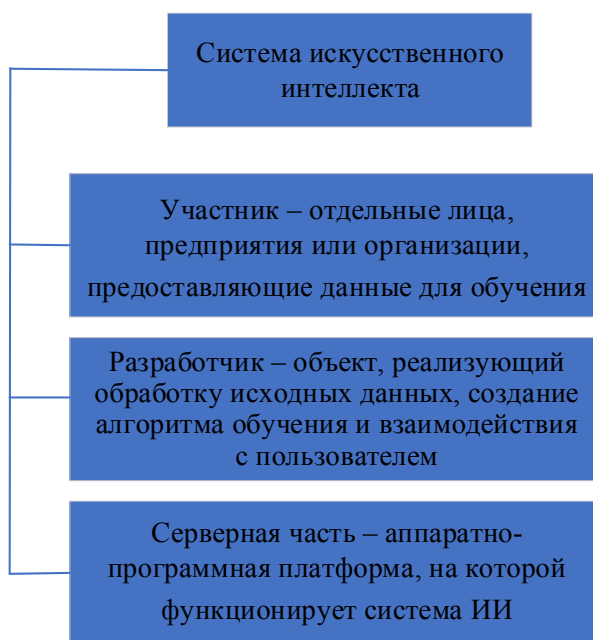 Система искусственного
интеллекта
Участник – отдельные лица,
предприятия или организации,
предоставляющие данные для обучения
Разработчик – объект, реализующий
обработку исходных данных, создание
алгоритма обучения и взаимодействия
с пользователем
Серверная часть – аппаратно-
программная платформа, на которой
функционирует система ИИ